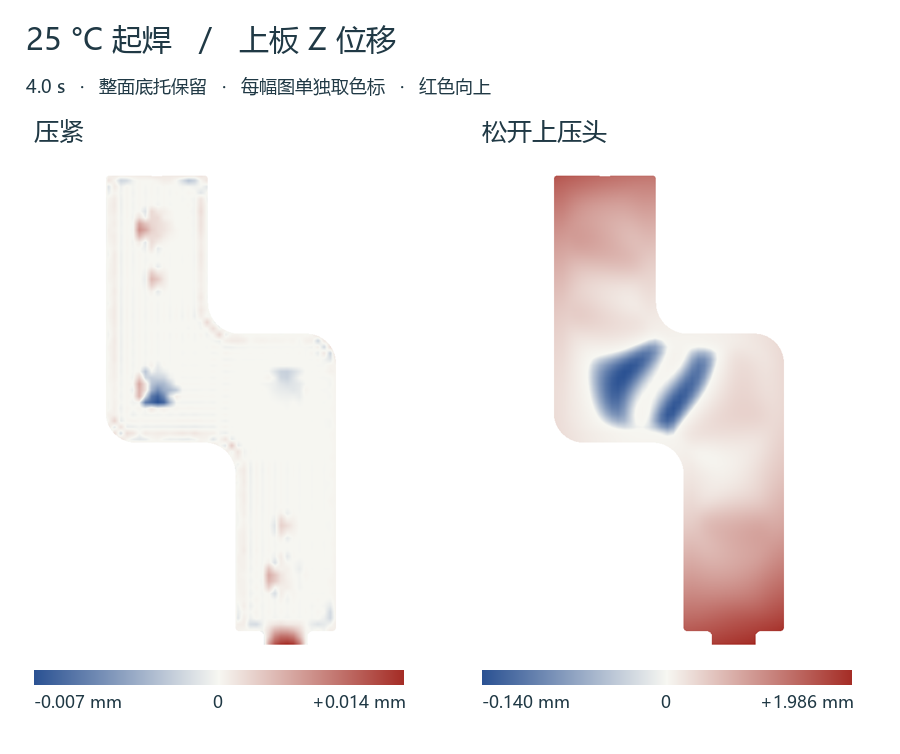 25 °C 起焊 / 上板 Z 位移
4.0 s · 整面底托保留 · 每幅图单独取色标 · 红色向上
压紧
松开上压头
-0.007 mm 0 +0.014 mm
-0.140 mm 0 +1.986 mm